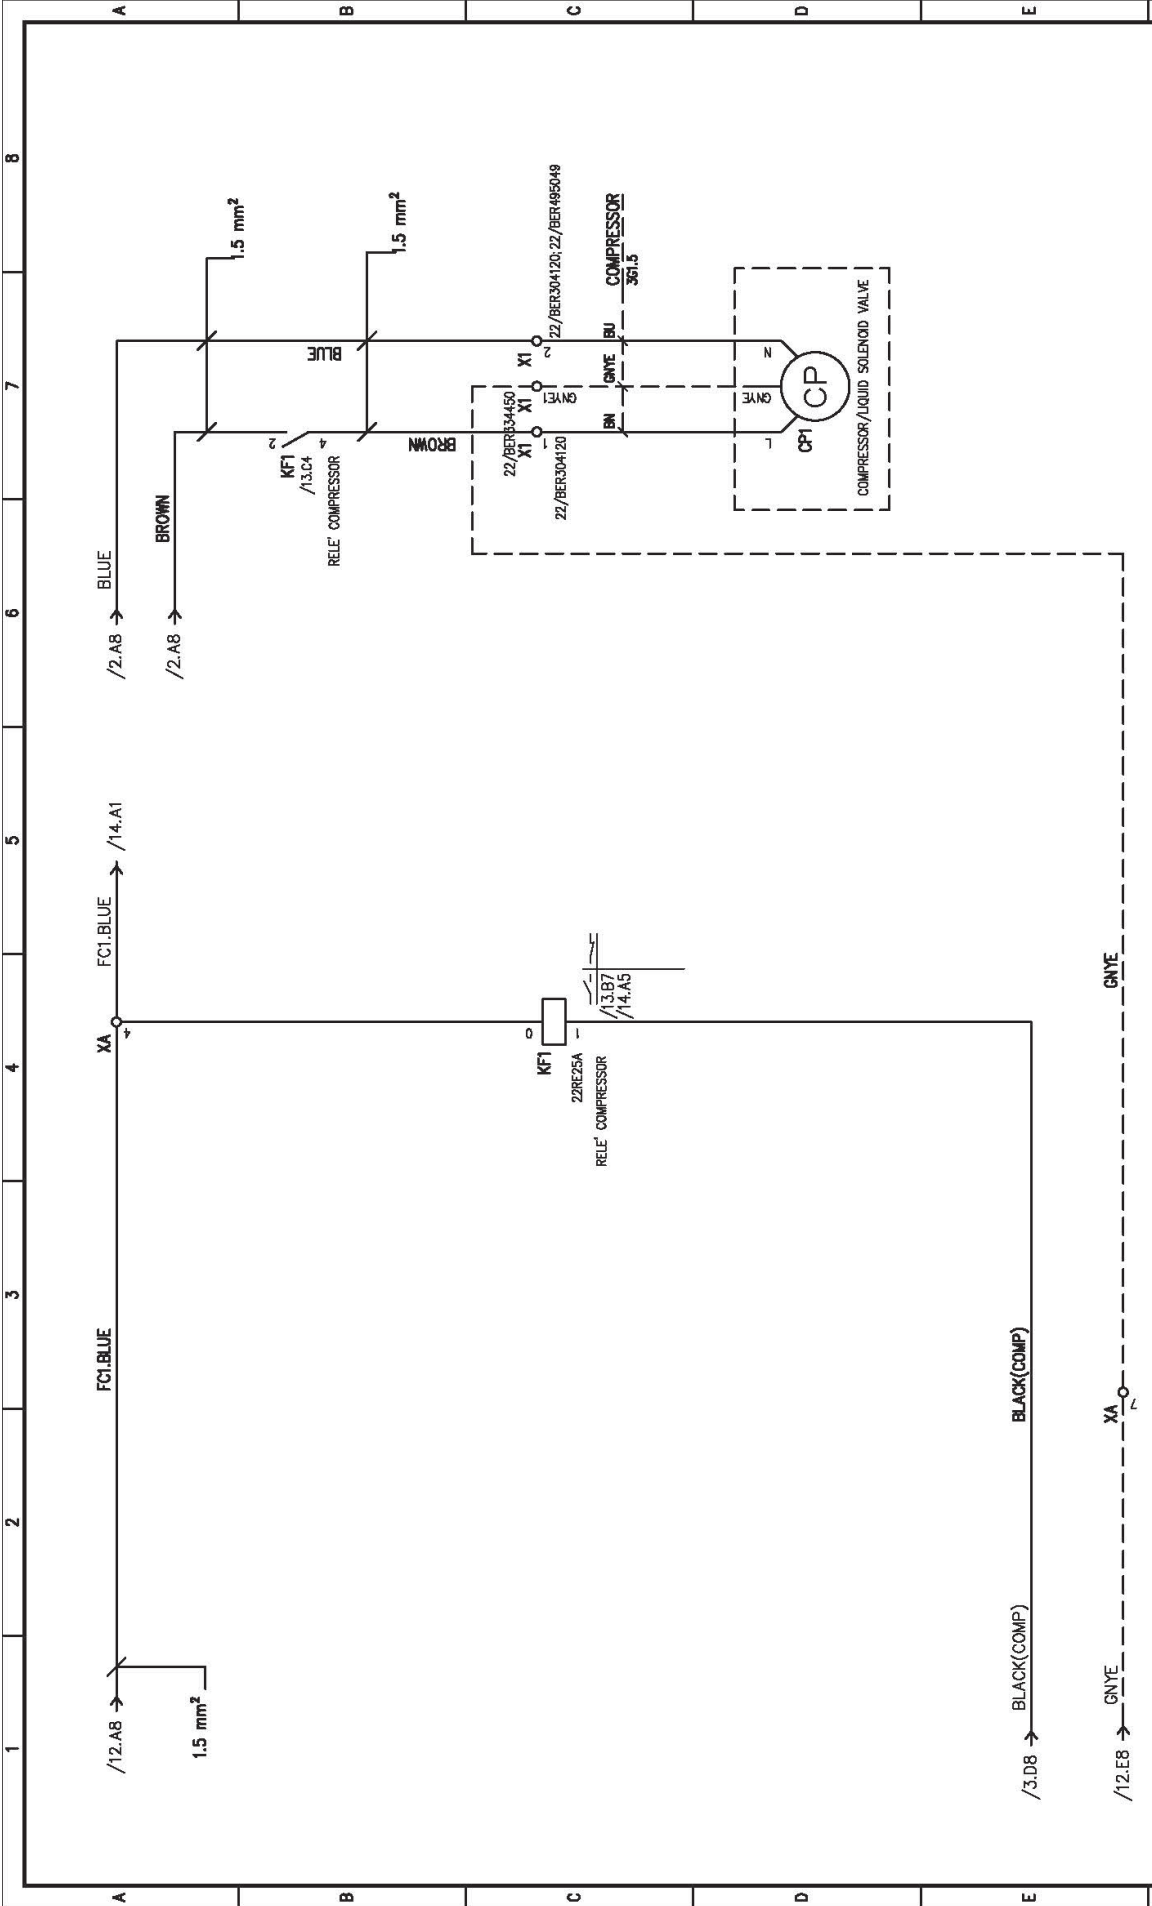 1
2
3
4
5
6
7
8
A
A
B
B
C
C
D
D
E
E
/12.A8
1.5 mm²
FC1.BLUE
XA
4
FC1.BLUE
/14.A1
/2.A8
BLUE
/2.A8
BROWN
1.5 mm²
2
4
KF1
/13.C4
RELE' COMPRESSOR
BLUE
1.5 mm²
BROWN
22/BER334450
X1
X1
X1
1
GNYE1
2
22/BER304120
22/BER304120;22/BER495049
BN
GNYE
BU
COMPRESSOR
3G1.5
L
GNYE
N
CP1
CP
COMPRESSOR/LIQUID SOLENOID VALVE
0
KF1
1
22RE25A
RELE' COMPRESSOR
/13.B7
/14.A5
/3.D8
BLACK(COMP)
BLACK(COMP)
/12.E8
GNYE
XA
7
GNYE